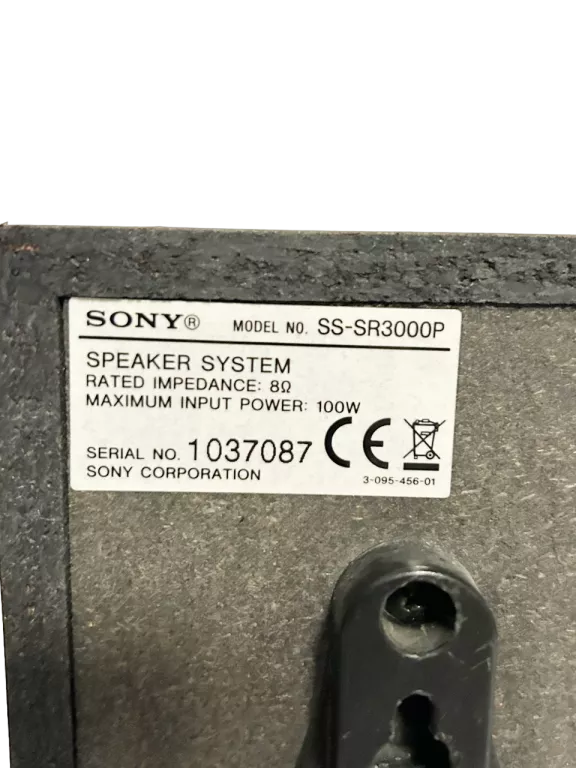 SONY® MODEL NO. SS-SR3000P
SPEAKER SYSTEM
RATED IMPEDANCE: 8Ω
MAXIMUM INPUT POWER: 100W
SERIAL NO. 1037087 CE
SONY CORPORATION 3-095-456-01